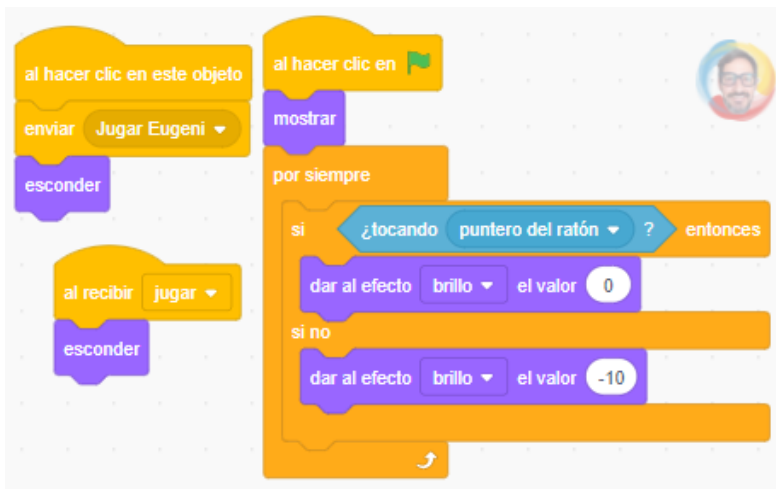 al hacer clic en este objeto
enviar Jugar Eugeni
esconder
al recibir jugar
esconder
al hacer clic en
mostrar
por siempre
si ¿tocando puntero del ratón ? entonces
dar al efecto brillo el valor 0
si no
dar al efecto brillo el valor -10